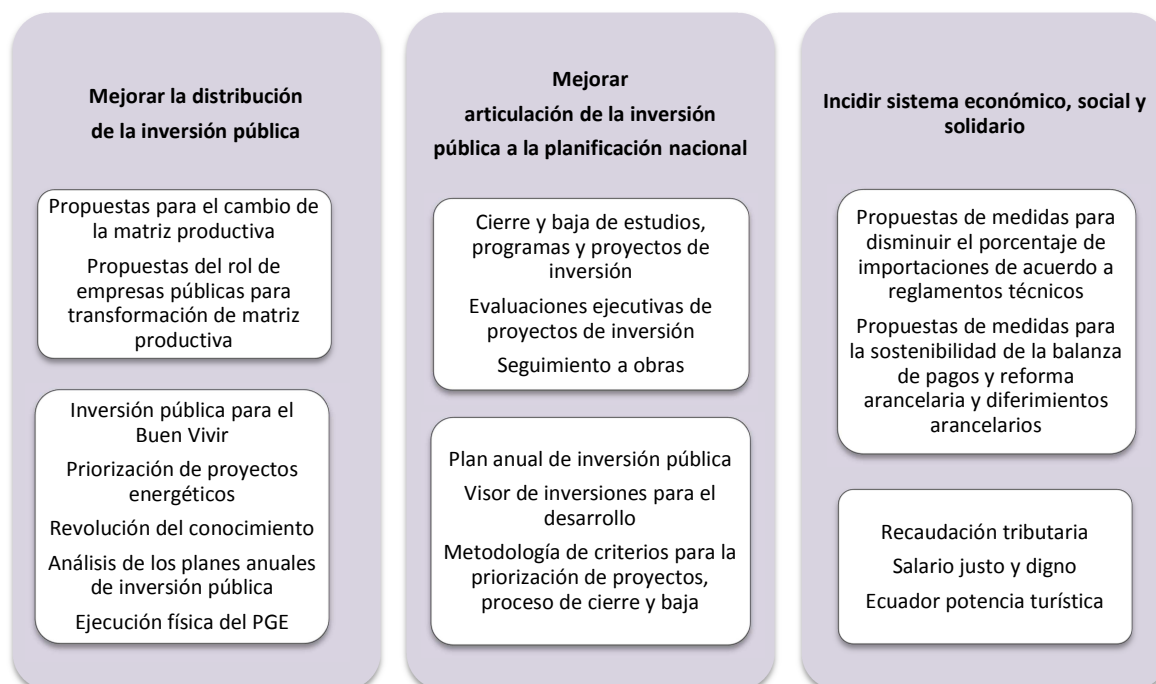 Mejorar la distribución
de la inversión pública
Propuestas para el cambio de
la matriz productiva
Propuestas del rol de
empresas públicas para
transformación de matriz
productiva
Inversión pública para el
Buen Vivir
Priorización de proyectos
energéticos
Revolución del conocimiento
Análisis de los planes anuales
de inversión pública
Ejecución física del PGE
Mejorar
articulación de la inversión
pública a la planificación nacional
Cierre y baja de estudios,
programas y proyectos de
inversión
Evaluaciones ejecutivas de
proyectos de inversión
Seguimiento a obras
Plan anual de inversión pública
Visor de inversiones para el
desarrollo
Metodología de criterios para la
priorización de proyectos,
proceso de cierre y baja
Incidir sistema económico, social y
solidario
Propuestas de medidas para
disminuir el porcentaje de
importaciones de acuerdo a
reglamentos técnicos
Propuestas de medidas para
la sostenibilidad de la balanza
de pagos y reforma
arancelaria y diferimientos
arancelarios
Recaudación tributaria
Salario justo y digno
Ecuador potencia turística